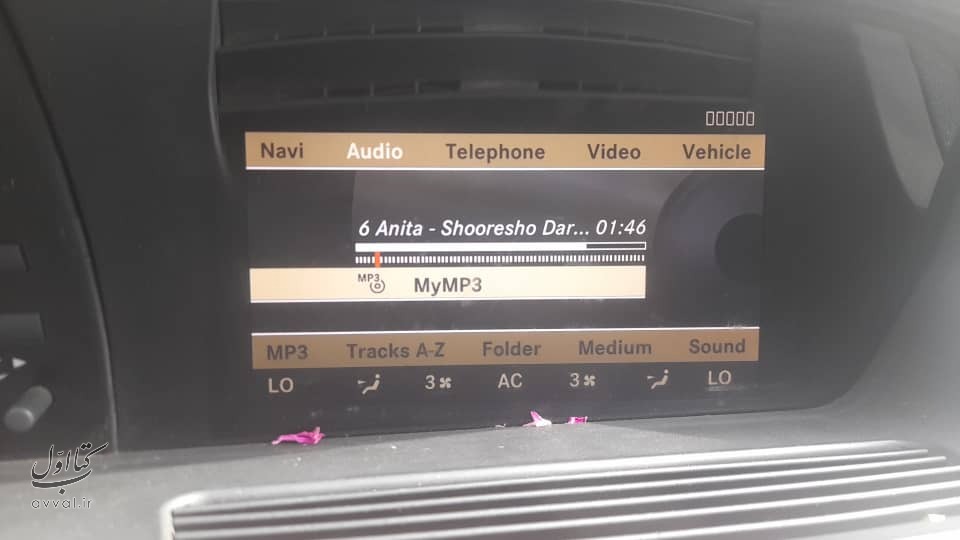 Navi Audio Telephone Video Vehicle
6 Anita - Shooresho Dar... 01:46
MP3 MyMP3
MP3 Tracks A-Z Folder Medium Sound
LO 3 AC 3 LO
کتاب اوّل
avval.ir